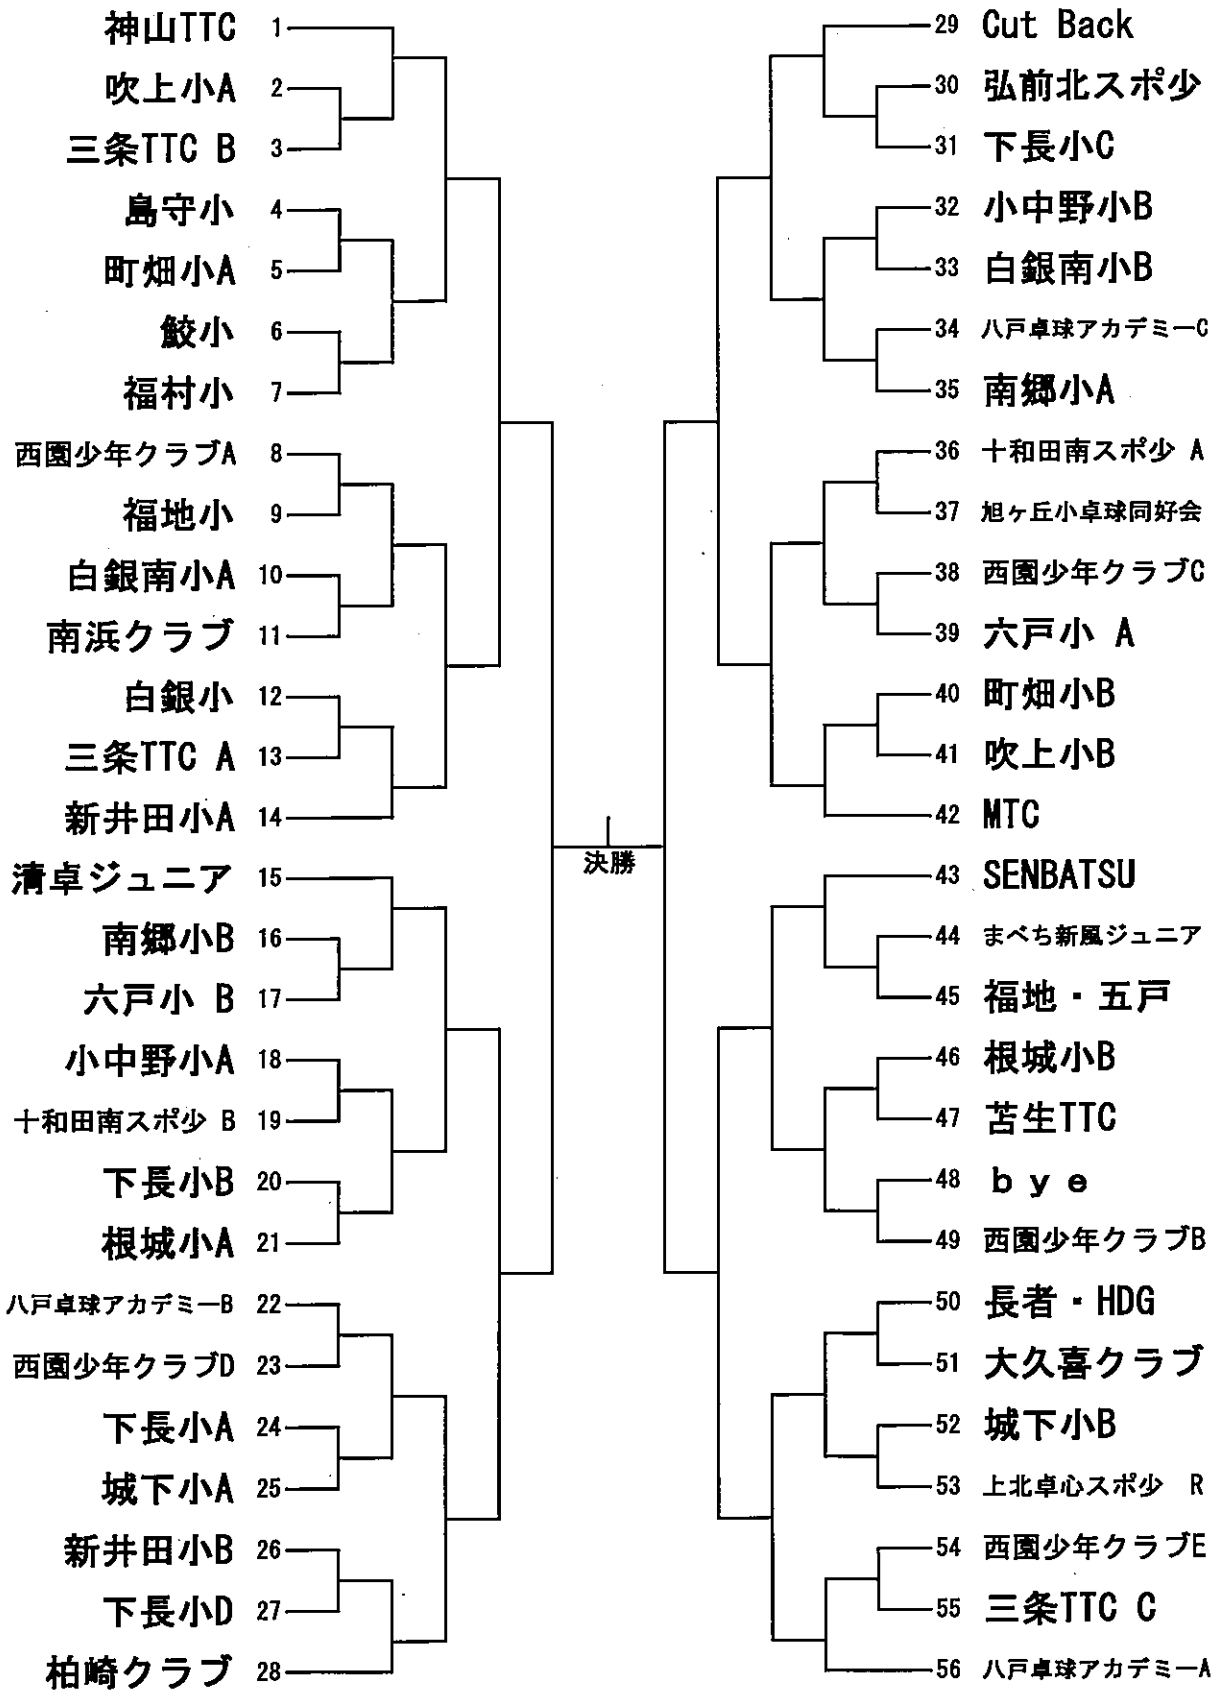 神山TTC 1
吹上小A 2
三条TTC B 3
島守小 4
町畑小A 5
鮫小 6
福村小 7
西園少年クラブA 8
福地小 9
白銀南小A 10
南浜クラブ 11
白銀小 12
三条TTC A 13
新井田小A 14
清卓ジュニア 15
南郷小B 16
六戸小 B 17
小中野小A 18
十和田南スポ少 B 19
下長小B 20
根城小A 21
八戸卓球アカデミーB 22
西園少年クラブD 23
下長小A 24
城下小A 25
新井田小B 26
下長小D 27
柏崎クラブ 28
決勝
29 Cut Back
30 弘前北スポ少
31 下長小C
32 小中野小B
33 白銀南小B
34 八戸卓球アカデミーC
35 南郷小A
36 十和田南スポ少 A
37 旭ヶ丘小卓球同好会
38 西園少年クラブC
39 六戸小 A
40 町畑小B
41 吹上小B
42 MTC
43 SENBATSU
44 まべち新風ジュニア
45 福地・五戸
46 根城小B
47 苫生TTC
48 ｂｙｅ
49 西園少年クラブB
50 長者・HDG
51 大久喜クラブ
52 城下小B
53 上北卓心スポ少　R
54 西園少年クラブE
55 三条TTC C
56 八戸卓球アカデミーA